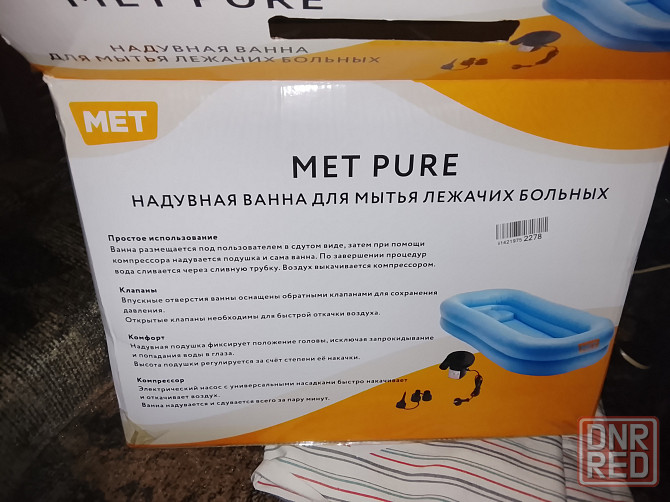 MET PURE
НАДУВНАЯ ВАННА
ДЛЯ МЫТЬЯ ЛЕЖАЧИХ БОЛЬНЫХ
MET
MET PURE
НАДУВНАЯ ВАННА ДЛЯ МЫТЬЯ ЛЕЖАЧИХ БОЛЬНЫХ
2278
Простое использование
Ванна размещается под пользователем в сдутом виде, затем при помощи
компрессора надувается подушка и сама ванна. По завершении процедур
вода сливается через сливную трубку. Воздух выкачивается компрессором.
Клапаны
Впускные отверстия ванны оснащены обратными клапанами для сохранения
давления.
Открытые клапаны необходимы для быстрой откачки воздуха.
Комфорт
Надувная подушка фиксирует положение головы, исключая запрокидывание
и попадания воды в глаза.
Высота подушки регулируется за счёт степени её накачки.
Компрессор
Электрический насос с универсальными насадками быстро накачивает
и откачивает воздух.
Ванна надувается и сдувается всего за пару минут.
DNR
RED